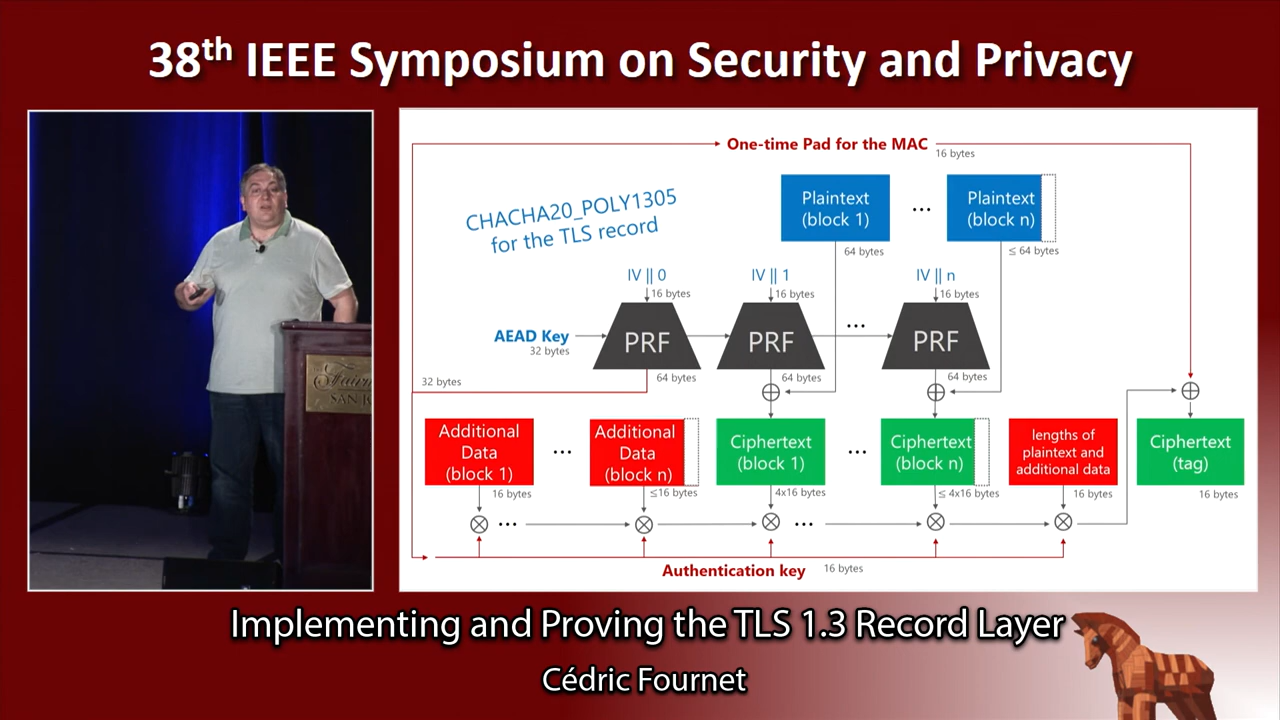 38th IEEE Symposium on Security and Privacy
One-time Pad for the MAC
16 bytes
CHACHA20_POLY1305
for the TLS record
Plaintext
(block 1)
...
Plaintext
(block n)
64 bytes
≤ 64 bytes
IV || 0
IV || 1
IV || n
16 bytes
16 bytes
16 bytes
AEAD Key
32 bytes
PRF
PRF
...
PRF
32 bytes
64 bytes
64 bytes
64 bytes
Additional
Data
(block 1)
...
Additional
Data
(block n)
Ciphertext
(block 1)
...
Ciphertext
(block n)
lengths of
plaintext and
additional data
Ciphertext
(tag)
16 bytes
≤16 bytes
4x16 bytes
≤ 4x16 bytes
16 bytes
16 bytes
...
...
...
Authentication key
16 bytes
SAN J
Implementing and Proving the TLS 1.3 Record Layer
Cédric Fournet